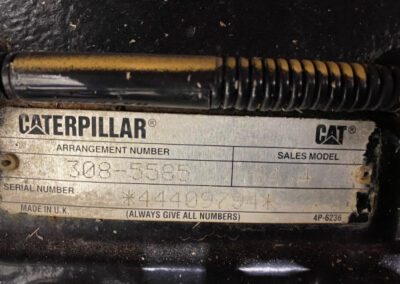 CATERPILLAR® CAT®
ARRANGEMENT NUMBER SALES MODEL
308-5585
SERIAL NUMBER *44409794*
MADE IN U.K (ALWAYS GIVE ALL NUMBERS) 4P-6236